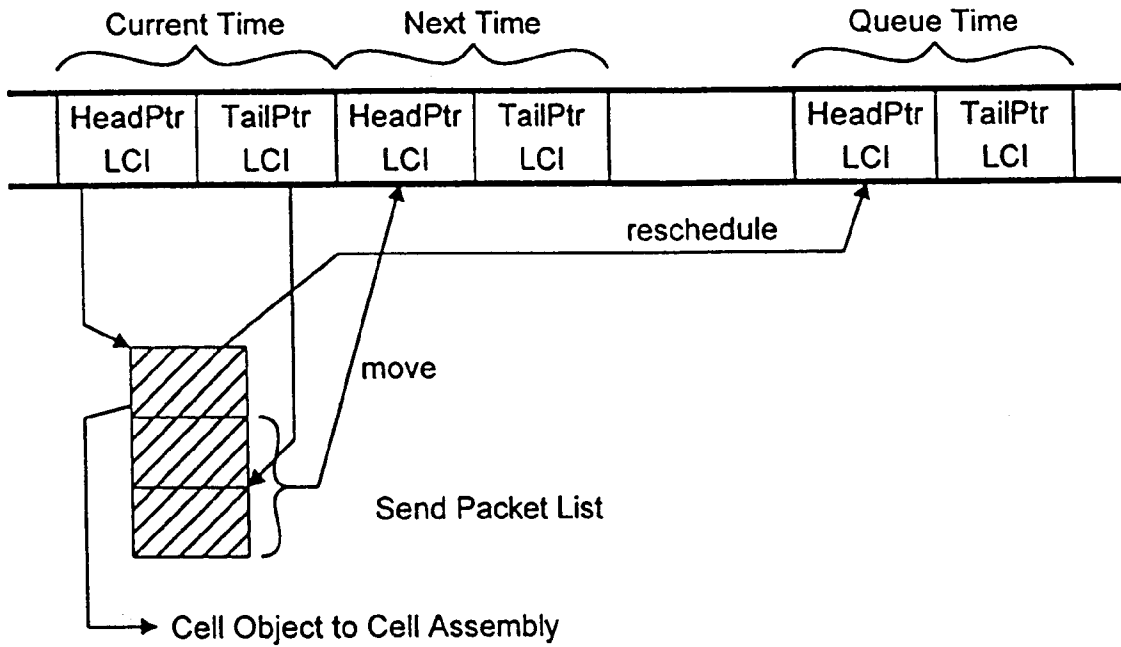 Current Time
Next Time
Queue Time
HeadPtr LCI
TailPtr LCI
HeadPtr LCI
TailPtr LCI
HeadPtr LCI
TailPtr LCI
reschedule
move
Send Packet List
Cell Object to Cell Assembly